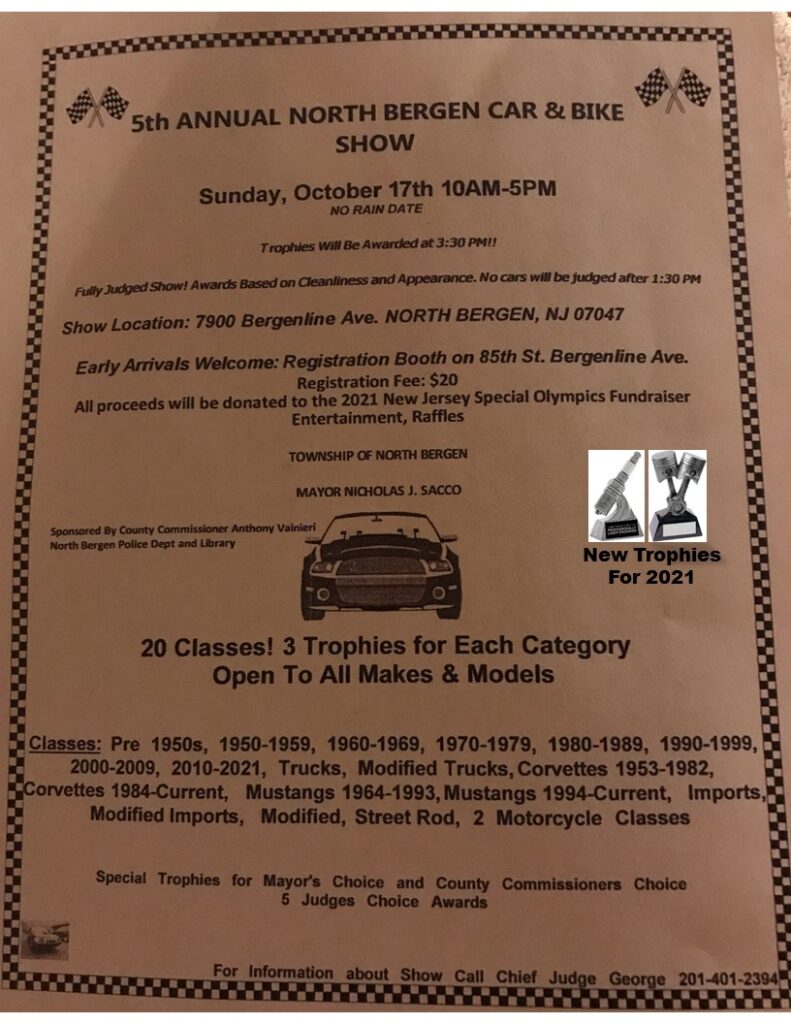 5th ANNUAL NORTH BERGEN CAR & BIKE
SHOW
Sunday, October 17th 10AM-5PM
NO RAIN DATE
Trophies Will Be Awarded at 3:30 PM!!
Fully Judged Show! Awards Based on Cleanliness and Appearance. No cars will be judged after 1:30 PM
Show Location: 7900 Bergenline Ave. NORTH BERGEN, NJ 07047
Early Arrivals Welcome: Registration Booth on 85th St. Bergenline Ave.
Registration Fee: $20
All proceeds will be donated to the 2021 New Jersey Special Olympics Fundraiser
Entertainment, Raffles
TOWNSHIP OF NORTH BERGEN
MAYOR NICHOLAS J. SACCO
Sponsored By County Commissioner Anthony Vainieri
North Bergen Police Dept and Library
New Trophies
For 2021
20 Classes! 3 Trophies for Each Category
Open To All Makes & Models
Classes: Pre 1950s, 1950-1959, 1960-1969, 1970-1979, 1980-1989, 1990-1999,
2000-2009, 2010-2021, Trucks, Modified Trucks, Corvettes 1953-1982,
Corvettes 1984-Current, Mustangs 1964-1993, Mustangs 1994-Current, Imports,
Modified Imports, Modified, Street Rod, 2 Motorcycle Classes
Special Trophies for Mayor's Choice and County Commissioners Choice
5 Judges Choice Awards
For Information about Show Call Chief Judge George 201-401-2394